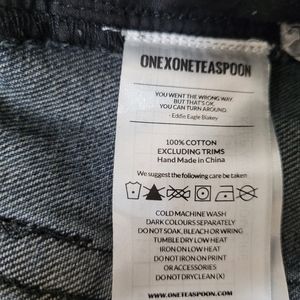 ONEXONETEASPOON
YOU WENT THE WRONG WAY.
BUT THAT'S OK.
YOU CAN TURN AROUND.
- Eddie Eagle Blakey
100% COTTON
EXCLUDING TRIMS
Hand Made in China
We suggest the following care be taken:
COLD MACHINE WASH
DARK COLOURS SEPARATELY
DO NOT SOAK, BLEACH OR WRING
TUMBLE DRY LOW HEAT
IRON ON LOW HEAT
DO NOT IRON ON PRINT
OR ACCESSORIES
DO NOT DRYCLEAN (X)
WWW.ONETEASPOON.COM